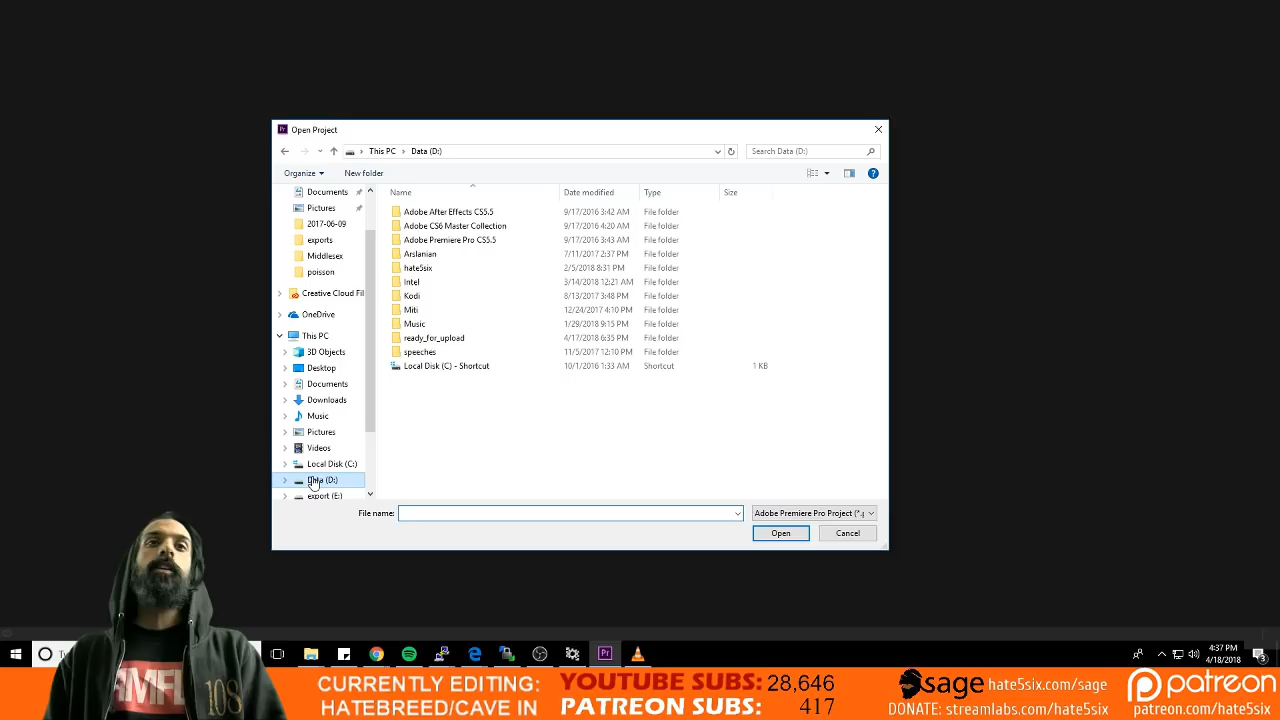 Open Project
This PC
Data (D:)
Search Data (D:)
Organize
New folder
Name
Date modified
Type
Size
Documents
Pictures
2017-06-09
exports
Middlesex
poisson
Creative Cloud Fil
OneDrive
This PC
3D Objects
Desktop
Documents
Downloads
Music
Pictures
Videos
Local Disk (C:)
Data (D:)
export (E:)
Adobe After Effects CS5.5 9/17/2016 3:42 AM File folder
Adobe CS6 Master Collection 9/17/2016 4:20 AM File folder
Adobe Premiere Pro CS5.5 9/17/2016 3:43 AM File folder
Arslanian 7/11/2017 2:37 PM File folder
hate5six 2/5/2018 8:31 PM File folder
Intel 3/14/2018 12:21 AM File folder
Kodi 8/13/2017 3:48 PM File folder
Miti 12/24/2017 4:10 PM File folder
Music 1/29/2018 9:15 PM File folder
ready_for_upload 4/17/2018 6:35 PM File folder
speeches 11/5/2017 12:10 PM File folder
Local Disk (C) - Shortcut 10/1/2016 1:33 AM Shortcut 1 KB
File name:
Adobe Premiere Pro Project (*.
Open
Cancel
Pr
4:37 PM
4/18/2018
3
108
CURRENTLY EDITING:
HATEBREED/CAVE IN
YOUTUBE SUBS: 28,646
PATREON SUBS: 417
sage hate5six.com/sage
DONATE: streamlabs.com/hate5six
patreon
patreon.com/hate5six